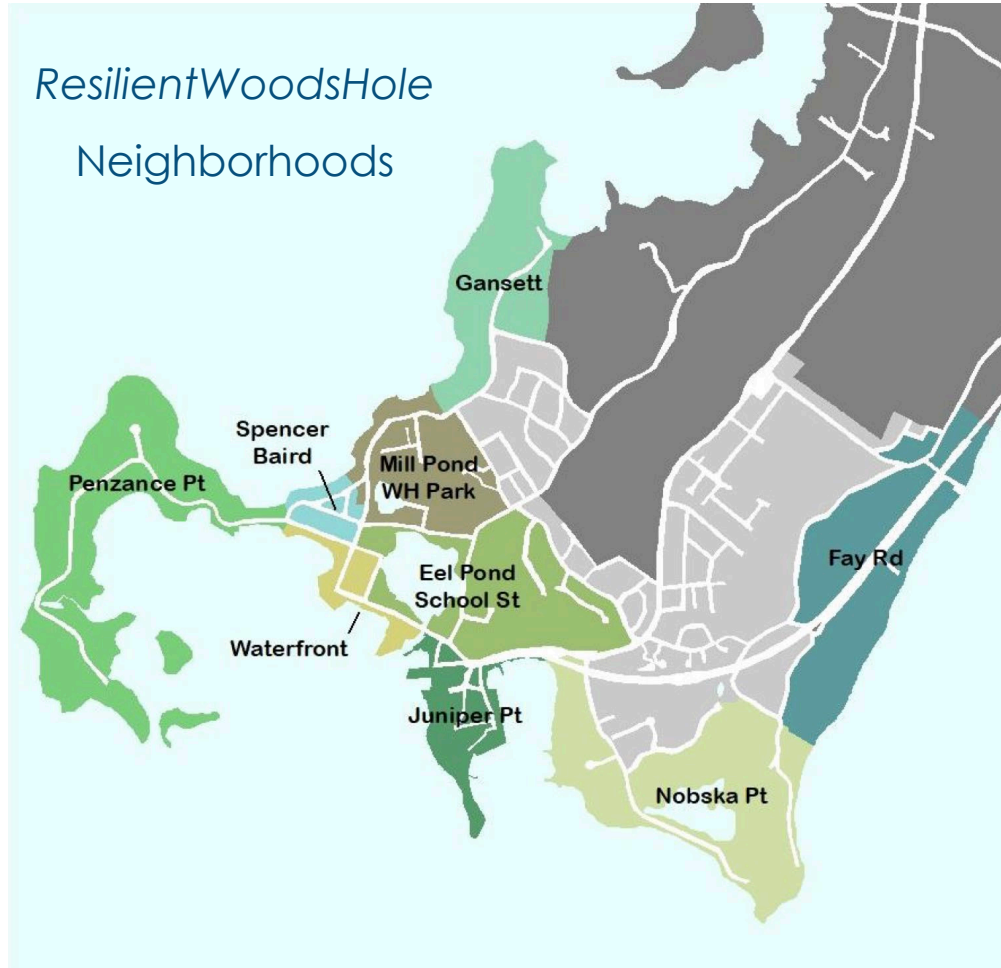 ResilientWoodsHole
Neighborhoods
Gansett
Spencer
Baird
Mill Pond
WH Park
Penzance Pt
Fay Rd
Eel Pond
School St
Waterfront
Juniper Pt
Nobska Pt